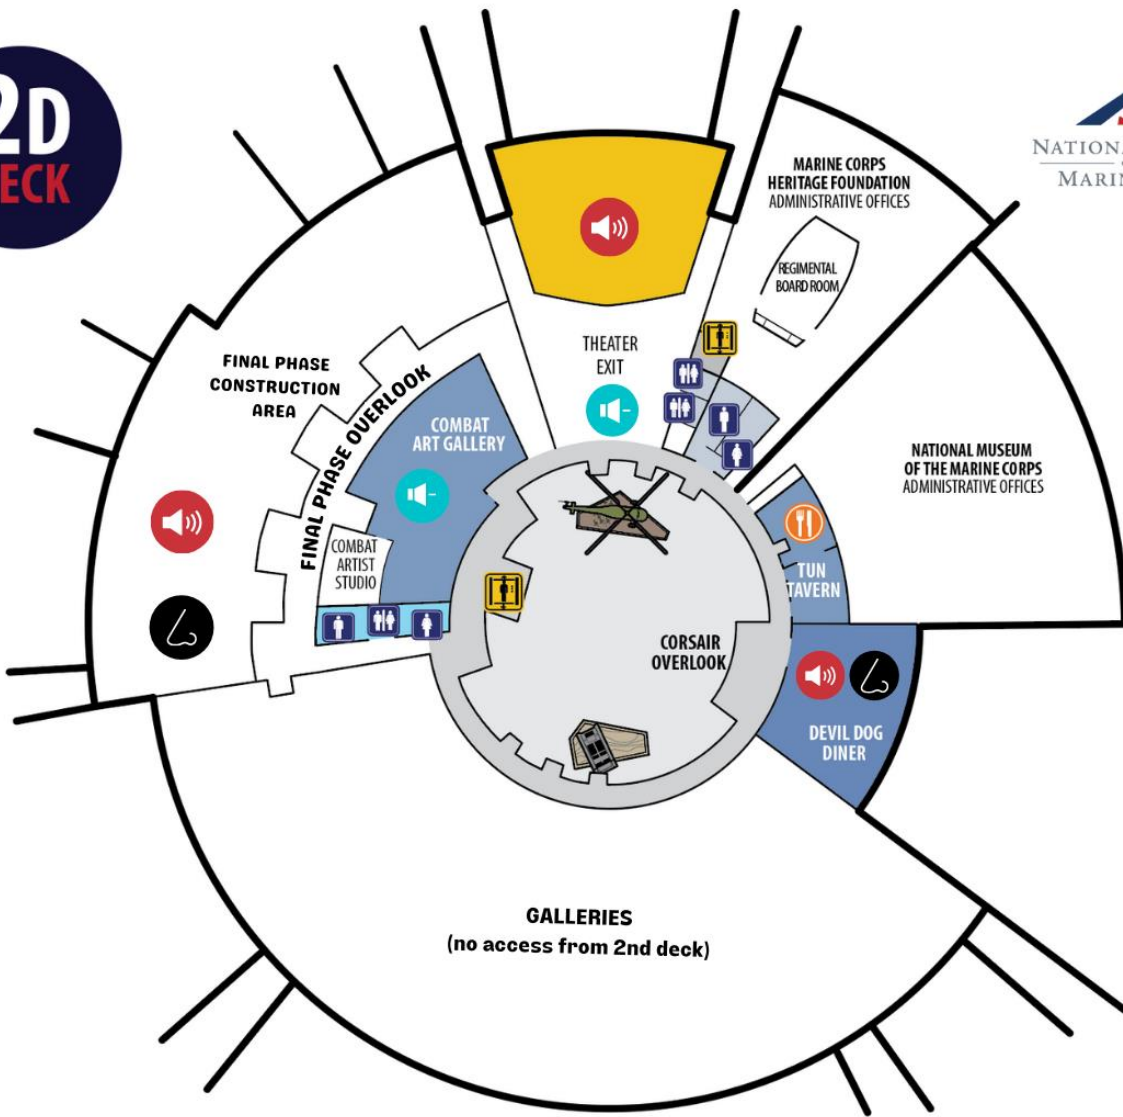 2D
ECK
NATION
MARIN
MARINE CORPS
HERITAGE FOUNDATION
ADMINISTRATIVE OFFICES
REGIMENTAL
BOARD ROOM
THEATER
EXIT
FINAL PHASE
CONSTRUCTION
AREA
FINAL PHASE OVERLOOK
COMBAT
ART GALLERY
COMBAT
ARTIST
STUDIO
NATIONAL MUSEUM
OF THE MARINE CORPS
ADMINISTRATIVE OFFICES
TUN
TAVERN
CORSAIR
OVERLOOK
DEVIL DOG
DINER
GALLERIES
(no access from 2nd deck)